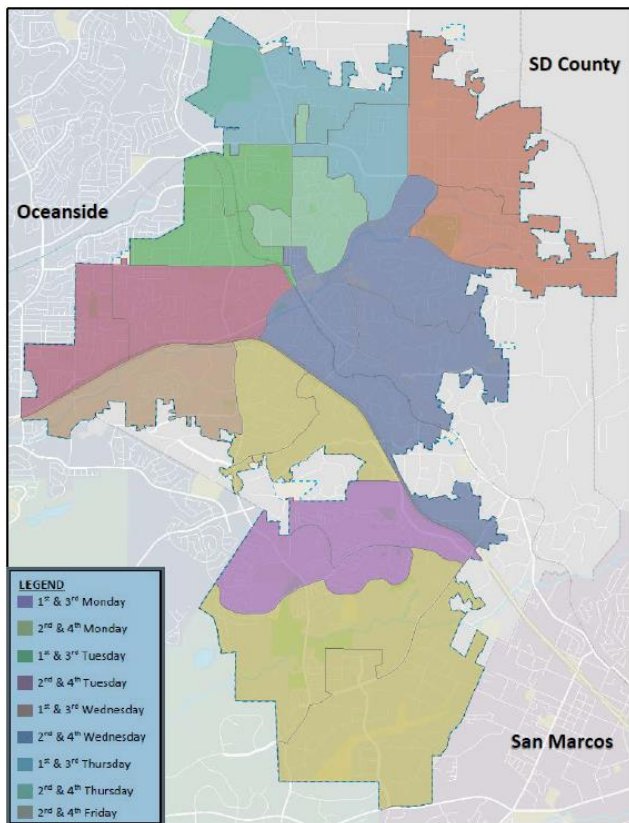 SD County
Oceanside
LEGEND
1st & 3rd Monday
2nd & 4th Monday
1st & 3rd Tuesday
2nd & 4th Tuesday
1st & 3rd Wednesday
2nd & 4th Wednesday
1st & 3rd Thursday
2nd & 4th Thursday
2nd & 4th Friday
San Marcos